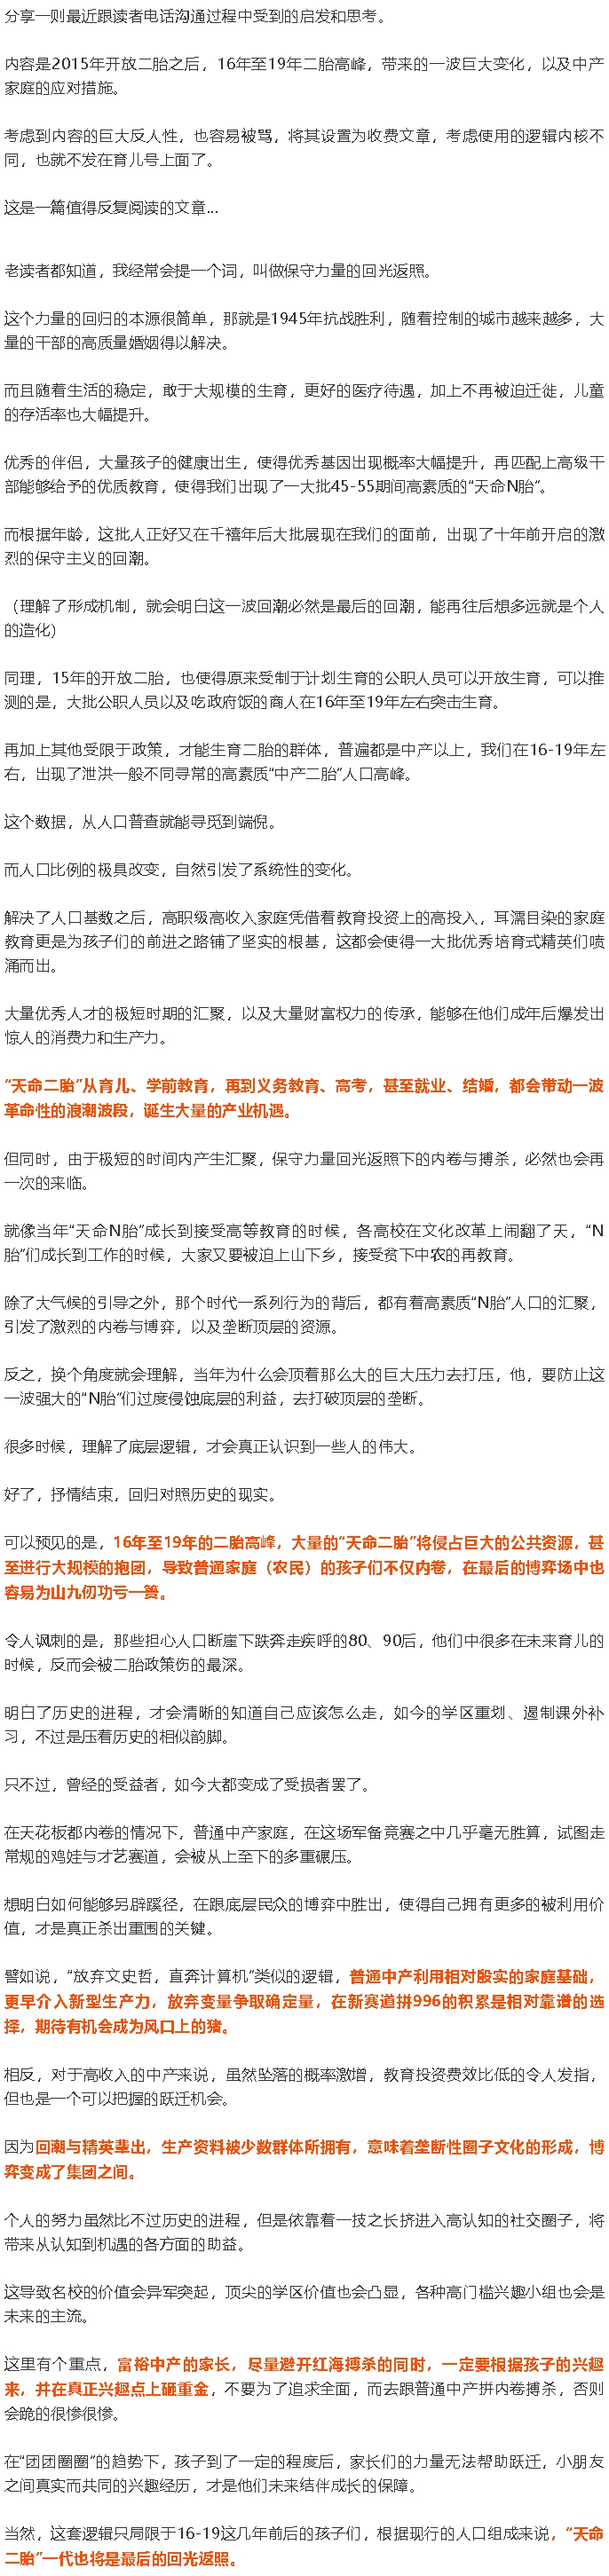 分享一则最近跟读者电话沟通过程中受到的启发和思考。
内容是2015年开放二胎之后，16年至19年二胎高峰，带来的一波巨大变化，以及中产
家庭的应对措施。
考虑到内容的巨大反人性，也容易被骂，将其设置为收费文章，考虑使用的逻辑内核不
同，也就不发在育儿号上面了。
这是一篇值得反复阅读的文章...
老读者都知道，我经常会提一个词，叫做保守力量的回光返照。
这个力量的回归的本源很简单，那就是1945年抗战胜利，随着控制的城市越来越多，大
量的干部的高质量婚姻得以解决。
而且随着生活的稳定，敢于大规模的生育，更好的医疗待遇，加上不再被迫迁徙，儿童
的存活率也大幅提升。
优秀的伴侣，大量孩子的健康出生，使得优秀基因出现概率大幅提升，再匹配上高级干
部能够给予的优质教育，使得我们出现了一大批45-55期间高素质的“天命N胎”。
而根据年龄，这批人正好又在千禧年后大批展现在我们的面前，出现了十年前开启的激
烈的保守主义的回潮。
（理解了形成机制，就会明白这一波回潮必然是最后的回潮，能再往后想多远就是个人
的造化）
同理，15年的开放二胎，也使得原来受制于计划生育的公职人员可以开放生育，可以推
测的是，大批公职人员以及吃政府饭的商人在16年至19年左右突击生育。
再加上其他受限于政策，才能生育二胎的群体，普遍都是中产以上，我们在16-19年左
右，出现了泄洪一般不同寻常的高素质“中产二胎”人口高峰。
这个数据，从人口普查就能寻觅到端倪。
而人口比例的极具改变，自然引发了系统性的变化。
解决了人口基数之后，高职级高收入家庭凭借着教育投资上的高投入，耳濡目染的家庭
教育更是为孩子们的前进之路铺了坚实的根基，这都会使得一大批优秀培育式精英们喷
涌而出。
大量优秀人才的极短时期的汇聚，以及大量财富权力的传承，能够在他们成年后爆发出
惊人的消费力和生产力。
“天命二胎”从育儿、学前教育，再到义务教育、高考，甚至就业、结婚，都会带动一波
革命性的浪潮波段，诞生大量的产业机遇。
但同时，由于极短的时间内产生汇聚，保守力量回光返照下的内卷与搏杀，必然也会再
一次的来临。
就像当年“天命N胎”成长到接受高等教育的时候，各高校在文化改革上闹翻了天，“N
胎”们成长到工作的时候，大家又要被迫上山下乡，接受贫下中农的再教育。
除了大气候的引导之外，那个时代一系列行为的背后，都有着高素质“N胎”人口的汇聚，
引发了激烈的内卷与博弈，以及垄断顶层的资源。
反之，换个角度就会理解，当年为什么会顶着那么大的巨大压力去打压，他，要防止这
一波强大的“N胎”们过度侵蚀底层的利益，去打破顶层的垄断。
很多时候，理解了底层逻辑，才会真正认识到一些人的伟大。
好了，抒情结束，回归对照历史的现实。
可以预见的是，16年至19年的二胎高峰，大量的“天命二胎”将侵占巨大的公共资源，甚
至进行大规模的抱团，导致普通家庭（农民）的孩子们不仅内卷，在最后的博弈场中也
容易为山九仞功亏一篑。
令人讽刺的是，那些担心人口断崖下跌奔走疾呼的80、90后，他们中很多在未来育儿的
时候，反而会被二胎政策伤的最深。
明白了历史的进程，才会清晰的知道自己应该怎么走，如今的学区重划、遏制课外补
习，不过是压着历史的相似韵脚。
只不过，曾经的受益者，如今大都变成了受损者罢了。
在天花板都内卷的情况下，普通中产家庭，在这场军备竞赛之中几乎毫无胜算，试图走
常规的鸡娃与才艺赛道，会被从上至下的多重碾压。
想明白如何能够另辟蹊径，在跟底层民众的博弈中胜出，使得自己拥有更多的被利用价
值，才是真正杀出重围的关键。
譬如说，“放弃文史哲，直奔计算机”类似的逻辑，普通中产利用相对殷实的家庭基础，
更早介入新型生产力，放弃变量争取确定量，在新赛道拼996的积累是相对靠谱的选
择，期待有机会成为风口上的猪。
相反，对于高收入的中产来说，虽然坠落的概率激增，教育投资费效比低的令人发指，
但也是一个可以把握的跃迁机会。
因为回潮与精英辈出，生产资料被少数群体所拥有，意味着垄断性圈子文化的形成，博
弈变成了集团之间。
个人的努力虽然比不过历史的进程，但是依靠着一技之长挤进入高认知的社交圈子，将
带来从认知到机遇的各方面的助益。
这导致名校的价值会异军突起，顶尖的学区价值也会凸显，各种高门槛兴趣小组也会是
未来的主流。
这里有个重点，富裕中产的家长，尽量避开红海搏杀的同时，一定要根据孩子的兴趣
来，并在真正兴趣点上砸重金，不要为了追求全面，而去跟普通中产拼内卷搏杀，否则
会跪的很惨很惨。
在“团团圈圈”的趋势下，孩子到了一定的程度后，家长们的力量无法帮助跃迁，小朋友
之间真实而共同的兴趣经历，才是他们未来结伴成长的保障。
当然，这套逻辑只局限于16-19这几年前后的孩子们，根据现行的人口组成来说，“天命
二胎”一代也将是最后的回光返照。